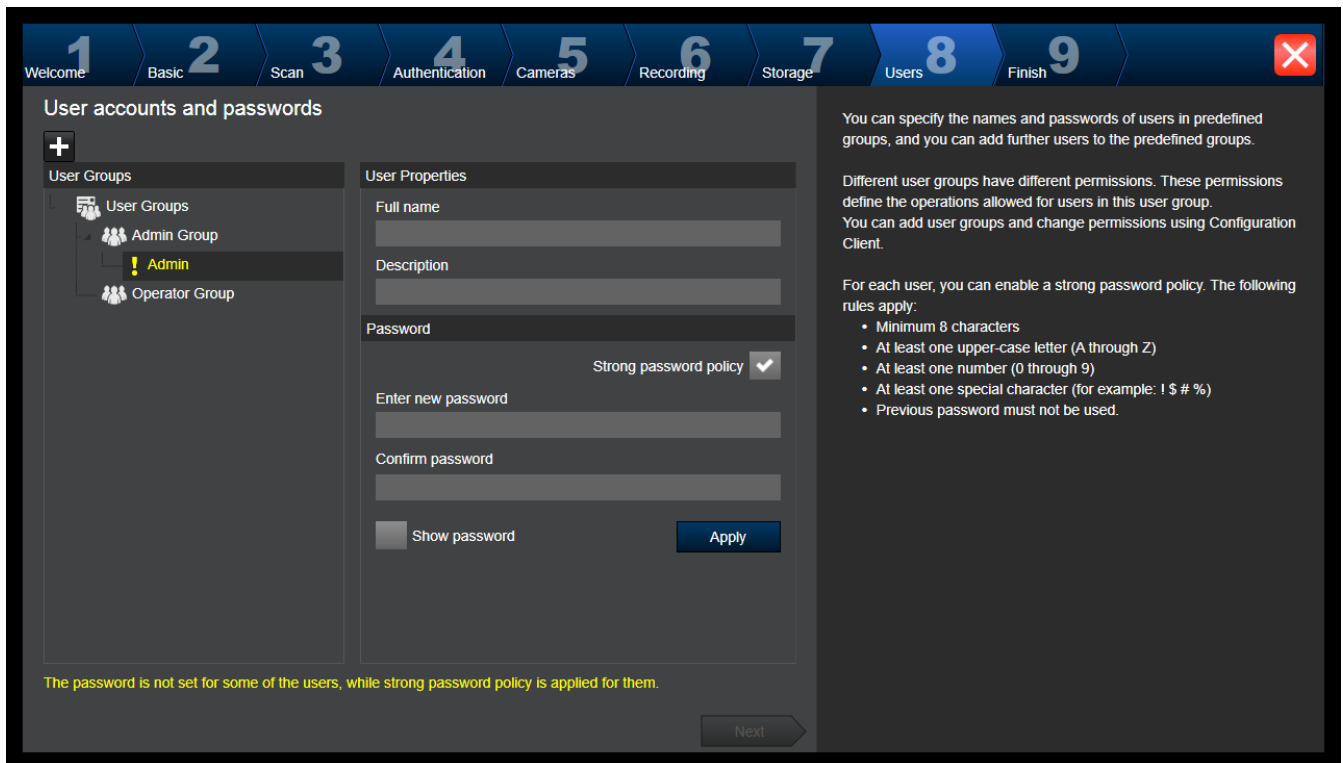 1 2 3 4 5 6 7 8 9
Welcome Basic Scan Authentication Cameras Recording Storage Users Finish
User accounts and passwords
User Groups
User Groups
Admin Group
Admin
Operator Group
User Properties
Full name
Description
Password
Strong password policy
Enter new password
Confirm password
Show password
Apply
The password is not set for some of the users, while strong password policy is applied for them.
Next
You can specify the names and passwords of users in predefined
groups, and you can add further users to the predefined groups.
Different user groups have different permissions. These permissions
define the operations allowed for users in this user group.
You can add user groups and change permissions using Configuration
Client.
For each user, you can enable a strong password policy. The following
rules apply:
• Minimum 8 characters
• At least one upper-case letter (A through Z)
• At least one number (0 through 9)
• At least one special character (for example: ! $ # %)
• Previous password must not be used.